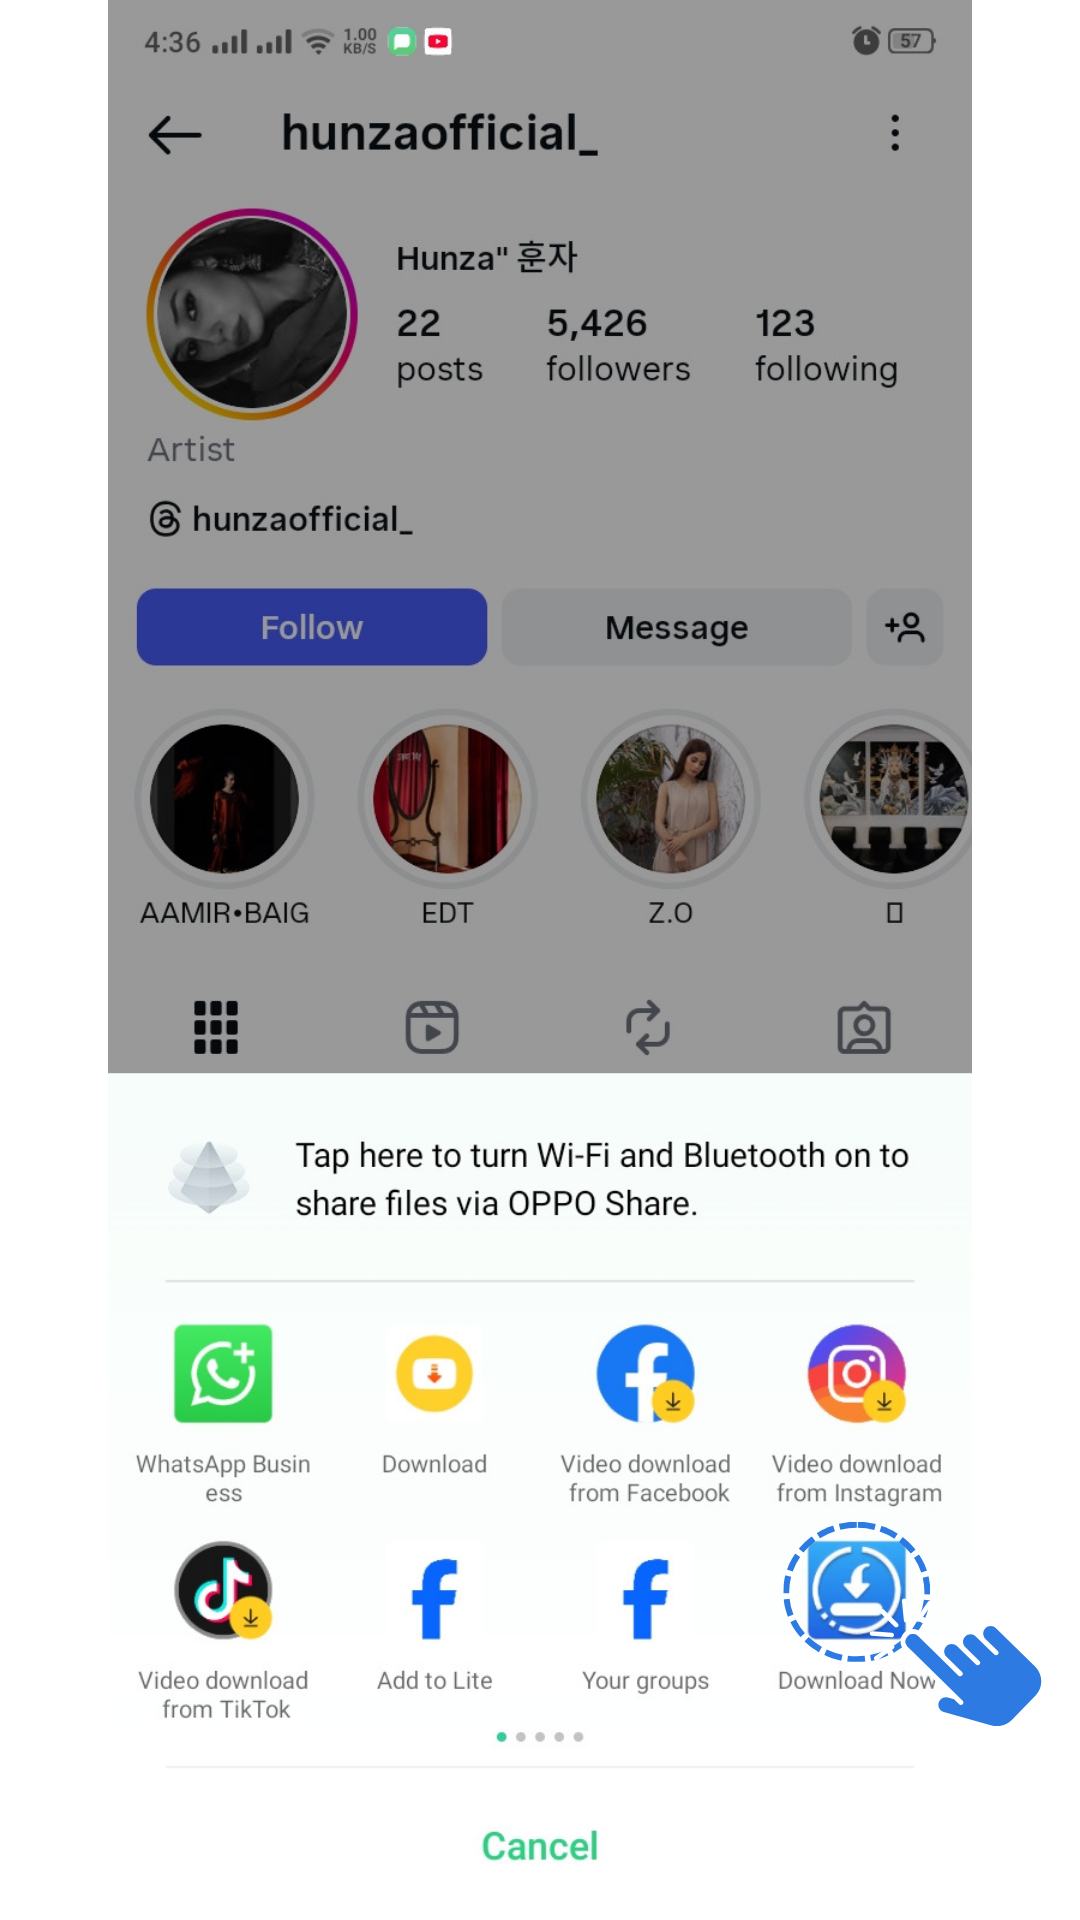 4:36 1.00 KB/S 57
hunzaofficial_
Hunza" 훈자
22 5,426 123
posts followers following
Artist
hunzaofficial_
Follow Message
AAMIR•BAIG EDT Z.O
Tap here to turn Wi-Fi and Bluetooth on to
share files via OPPO Share.
WhatsApp Busin
ess
Download
Video download
from Facebook
Video download
from Instagram
Video download
from TikTok
Add to Lite
Your groups
Download Now
Cancel